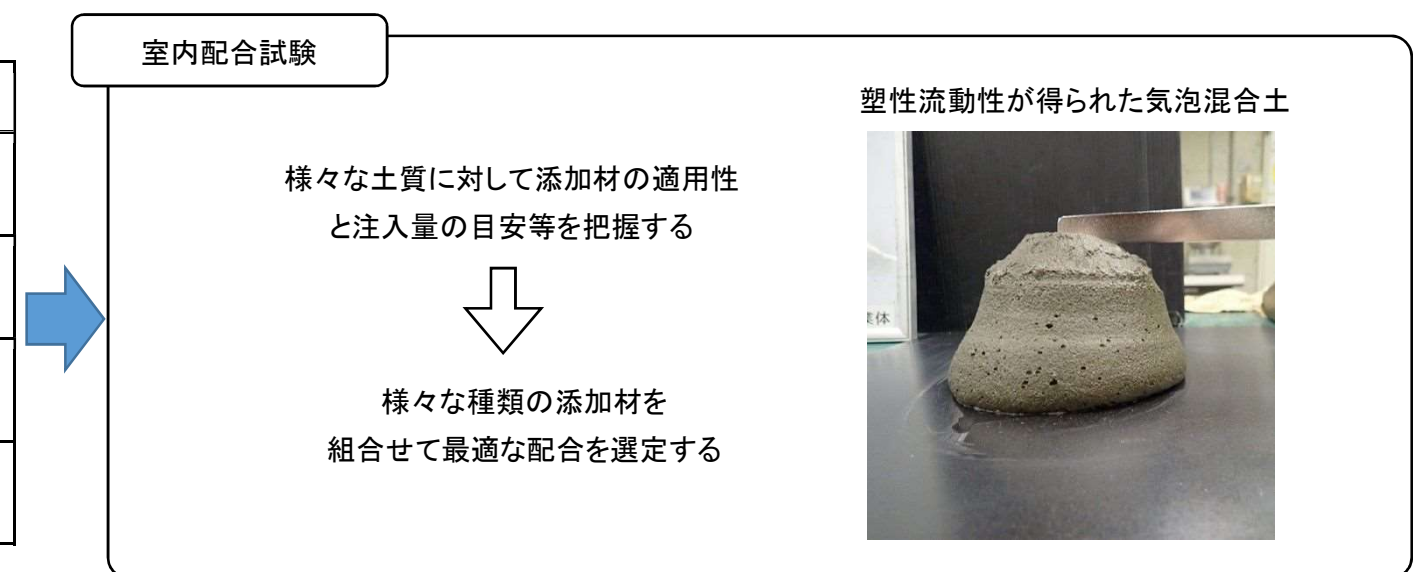 室内配合試験
塑性流動性が得られた気泡混合土
様々な土質に対して添加材の適用性
と注入量の目安等を把握する
様々な種類の添加材を
組合せて最適な配合を選定する
集体